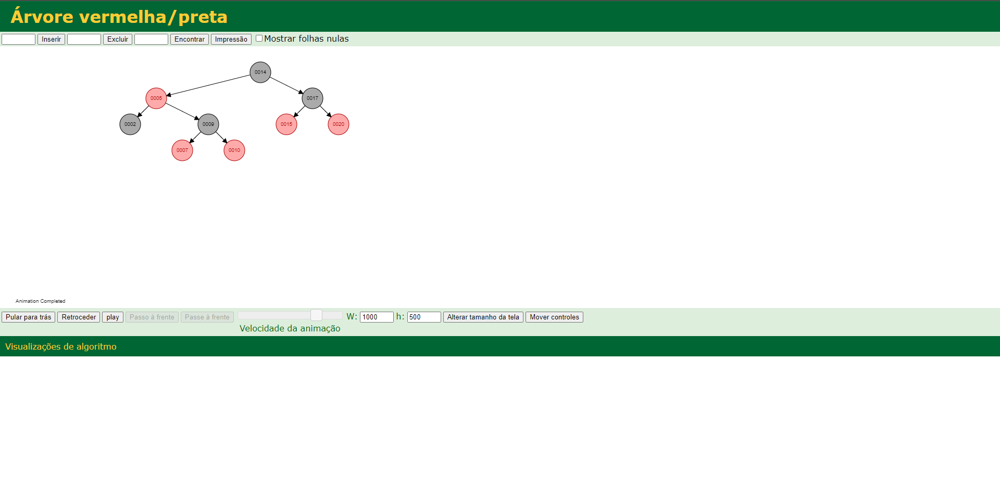 Árvore vermelha/preta
Inserir Excluir Encontrar Impressão Mostrar folhas nulas
0014
0005 0017
0002 0009 0015 0020
0007 0010
Animation Completed
Pular para trás Retroceder play Passo à frente Passe à frente W: 1000 h: 500 Alterar tamanho da tela Mover controles
Velocidade da animação
Visualizações de algoritmo